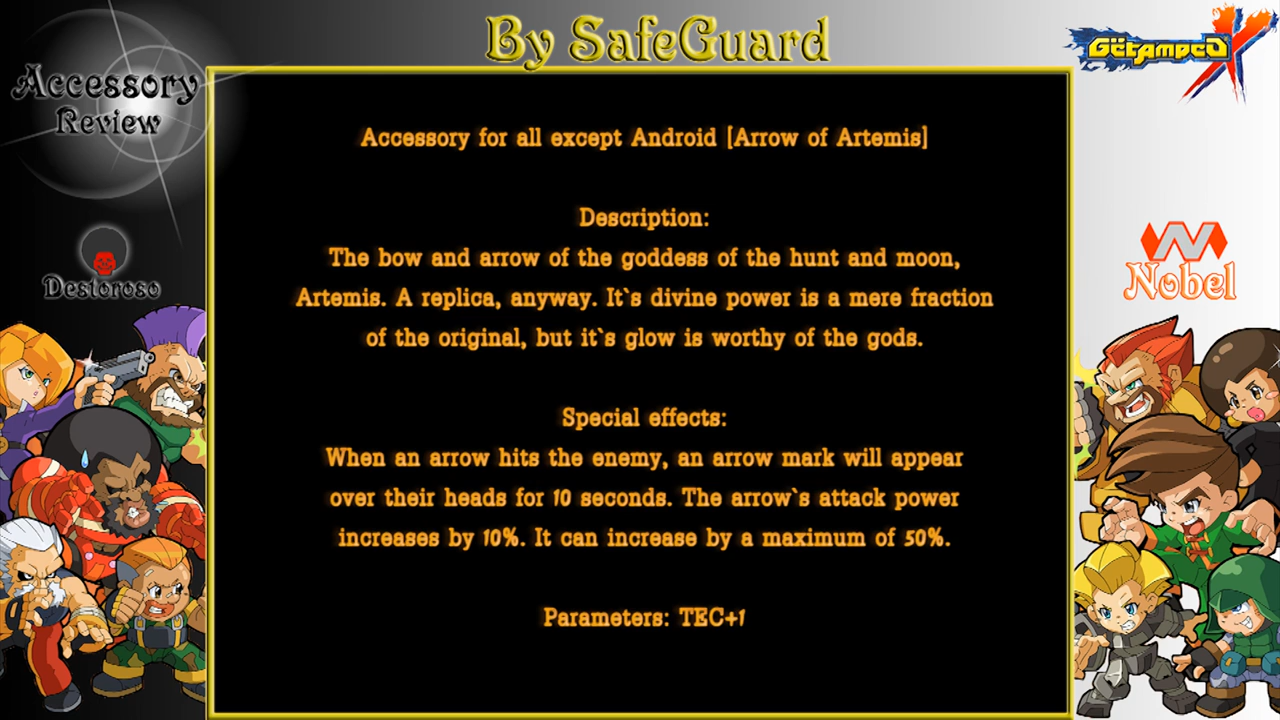 By SafeGuard
GetAmped X
Accessory
Review
Accessory for all except Android [Arrow of Artemis]
Description:
The bow and arrow of the goddess of the hunt and moon,
Artemis. A replica, anyway. It`s divine power is a mere fraction
of the original, but it`s glow is worthy of the gods.
Special effects:
When an arrow hits the enemy, an arrow mark will appear
over their heads for 10 seconds. The arrow`s attack power
increases by 10%. It can increase by a maximum of 50%.
Parameters: TEC+1
Destoroso
Nobel